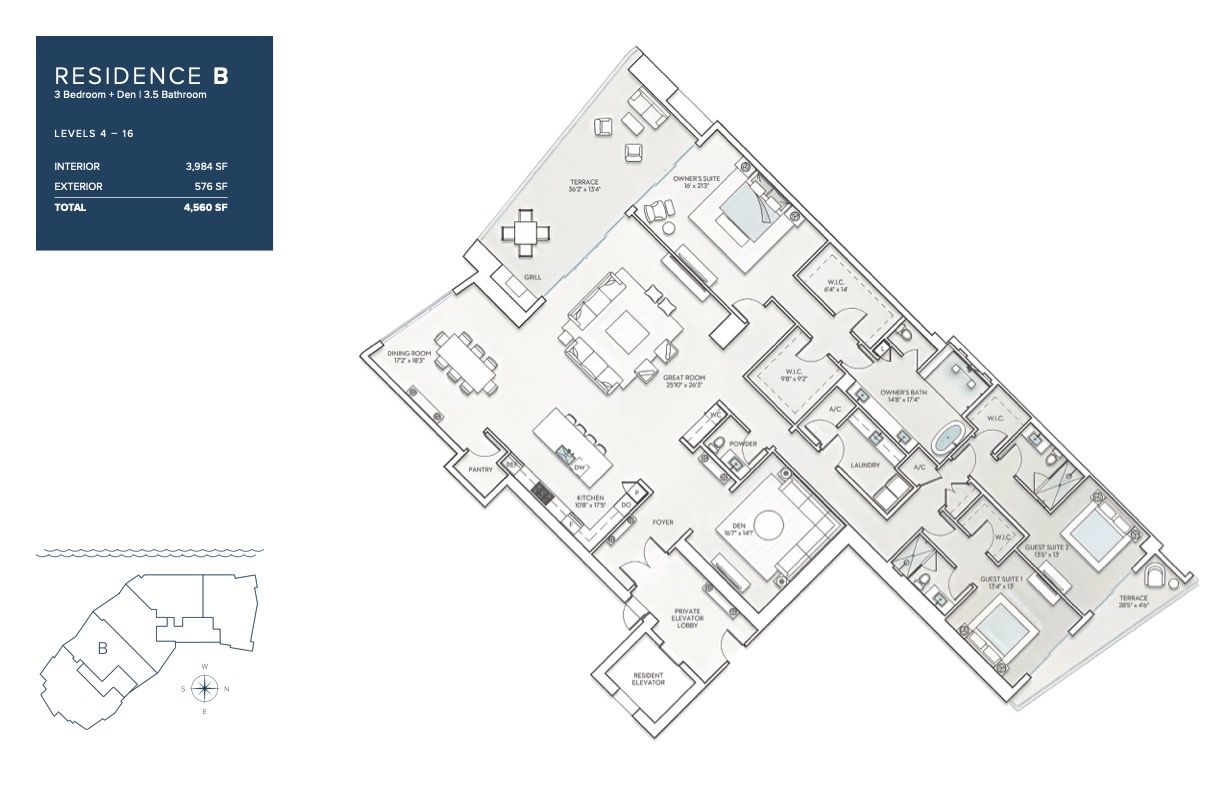 RESIDENCE B
3 Bedroom + Den | 3.5 Bathroom
LEVELS 4 – 16
INTERIOR 3,984 SF
EXTERIOR 576 SF
TOTAL 4,560 SF
TERRACE
36'2" x 13'4"
OWNER'S SUITE
16' x 21'3"
GRILL
W.I.C.
6'4" x 14'
DINING ROOM
17'2" x 18'3"
GREAT ROOM
25'10" x 26'3"
W.I.C.
9'8" x 9'2"
OWNER'S BATH
14'8" x 17'4"
L
A/C
W.I.C.
WC
POWDER
LAUNDRY
A/C
PANTRY
REF
DW
KITCHEN
10'8" x 17'5"
P
DO
F
FOYER
DEN
16'7" x 14'7"
W.I.C.
GUEST SUITE 2
13'6" x 13'
GUEST SUITE 1
13'4" x 13'
TERRACE
28'5" x 4'6"
PRIVATE
ELEVATOR
LOBBY
RESIDENT
ELEVATOR
B
W
S N
E